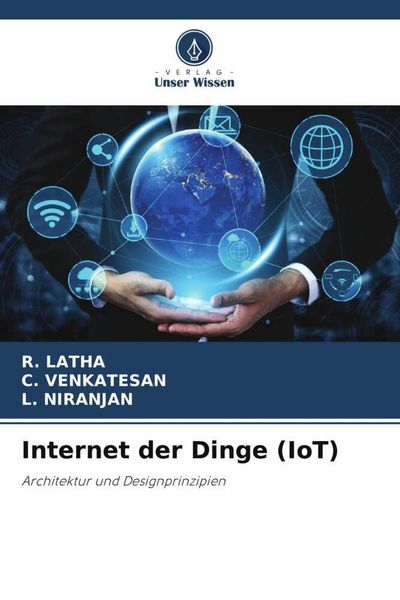 - VERLAG -
Unser Wissen
R. LATHA
C. VENKATESAN
L. NIRANJAN
Internet der Dinge (IoT)
Architektur und Designprinzipien